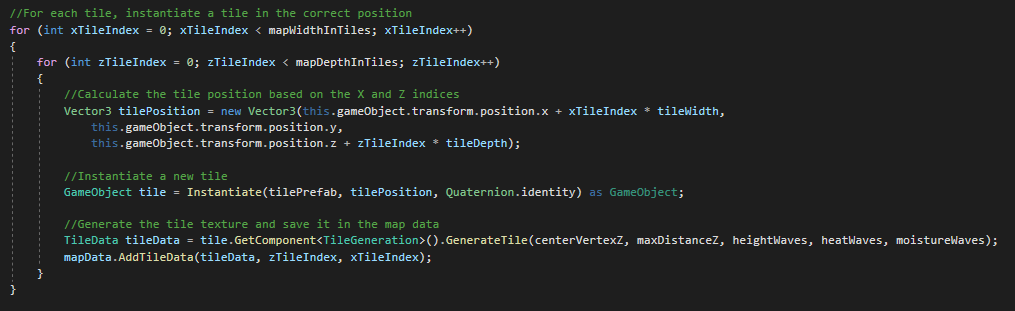 //For each tile, instantiate a tile in the correct position
for (int xTileIndex = 0; xTileIndex < mapWidthInTiles; xTileIndex++)
{
    for (int zTileIndex = 0; zTileIndex < mapDepthInTiles; zTileIndex++)
    {
        //Calculate the tile position based on the X and Z indices
        Vector3 tilePosition = new Vector3(this.gameObject.transform.position.x + xTileIndex * tileWidth,
            this.gameObject.transform.position.y,
            this.gameObject.transform.position.z + zTileIndex * tileDepth);

        //Instantiate a new tile
        GameObject tile = Instantiate(tilePrefab, tilePosition, Quaternion.identity) as GameObject;

        //Generate the tile texture and save it in the map data
        TileData tileData = tile.GetComponent<TileGeneration>().GenerateTile(centerVertexZ, maxDistanceZ, heightWaves, heatWaves, moistureWaves);
        mapData.AddTileData(tileData, zTileIndex, xTileIndex);
    }
}